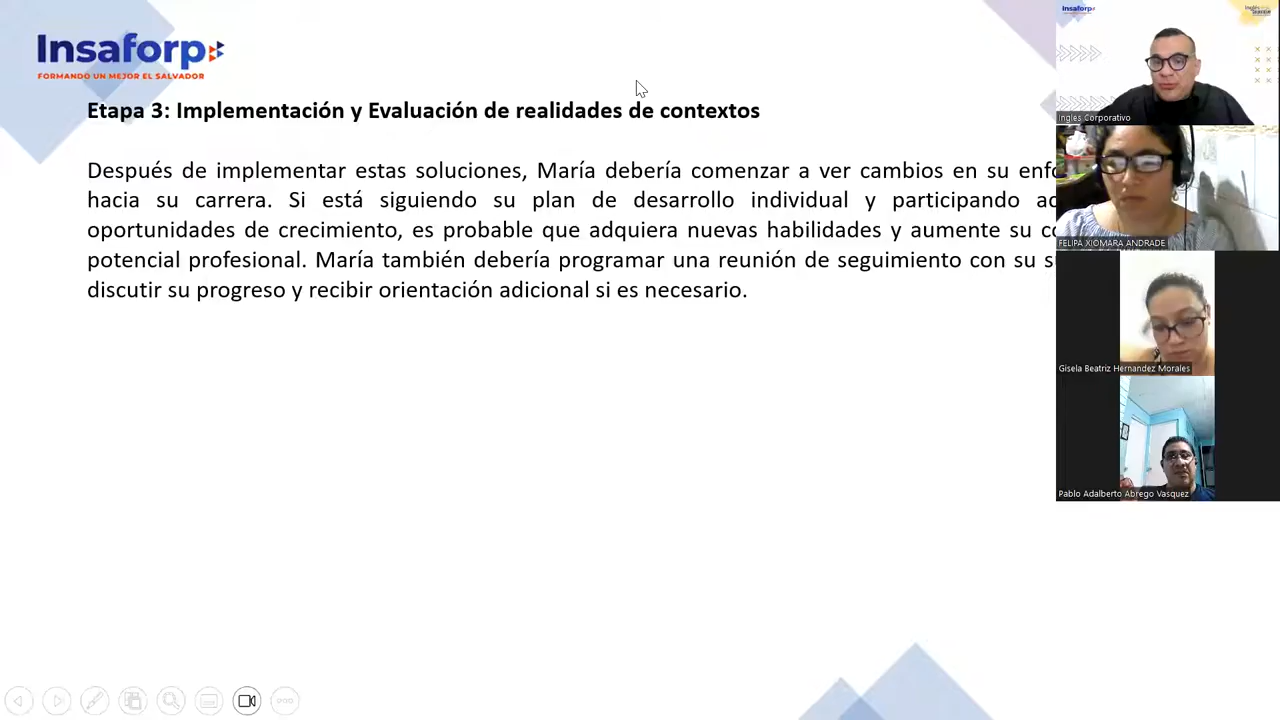 Insaforp
FORMANDO UN MEJOR EL SALVADOR
Etapa 3: Implementación y Evaluación de realidades de contextos
Después de implementar estas soluciones, María debería comenzar a ver cambios en su
hacia su carrera. Si está siguiendo su plan de desarrollo individual y participando
oportunidades de crecimiento, es probable que adquiera nuevas habilidades y aumente su
potencial profesional. María también debería programar una reunión de seguimiento con su
discutir su progreso y recibir orientación adicional si es necesario.
Insaforp
Ingles Corporativo
FELIPA XIOMARA ANDRADE
Gisela Beatriz Hernandez Morales
Pablo Adalberto Abrego Vasquez